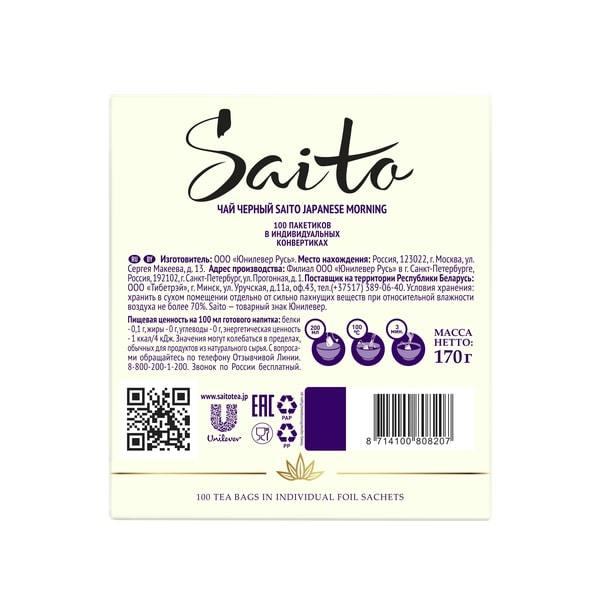 Saito
ЧАЙ ЧЕРНЫЙ SAITO JAPANESE MORNING
100 ПАКЕТИКОВ
В ИНДИВИДУАЛЬНЫХ
КОНВЕРТИКАХ
RU BY Изготовитель: ООО «Юнилевер Русь». Место нахождения: Россия, 123022, г. Москва, ул.
Сергея Макеева, д. 13. Адрес производства: Филиал ООО «Юнилевер Русь» в г. Санкт-Петербурге,
Россия, 192102, г. Санкт-Петербург, ул. Прогонная, д.1. Поставщик на территории Республики Беларусь:
ООО «Тибетрэй», г. Минск, ул. Уручская, д.11а, оф.43, тел.(+37517) 389-06-40. Условия хранения:
хранить в сухом помещении отдельно от сильно пахнущих веществ при относительной влажности
воздуха не более 70%. Saito — товарный знак Юнилевер.
Пищевая ценность на 100 мл готового напитка: белки
- 0,1 г, жиры - 0 г, углеводы - 0 г, энергетическая ценность
- 1 ккал/4 кДж. Значения могут колебаться в пределах,
обычных для продуктов из натурального сырья. С вопроса-
ми обращайтесь по телефону Отзывчивой Линии.
8-800-200-1-200. Звонок по России бесплатный.
200 мл
100 ºC
3 мин.
МАССА
НЕТТО:
170 г
www.saitotea.jp
Unilever
EAC
PAP
PP
8 714100 808207
100 TEA BAGS IN INDIVIDUAL FOIL SACHETS